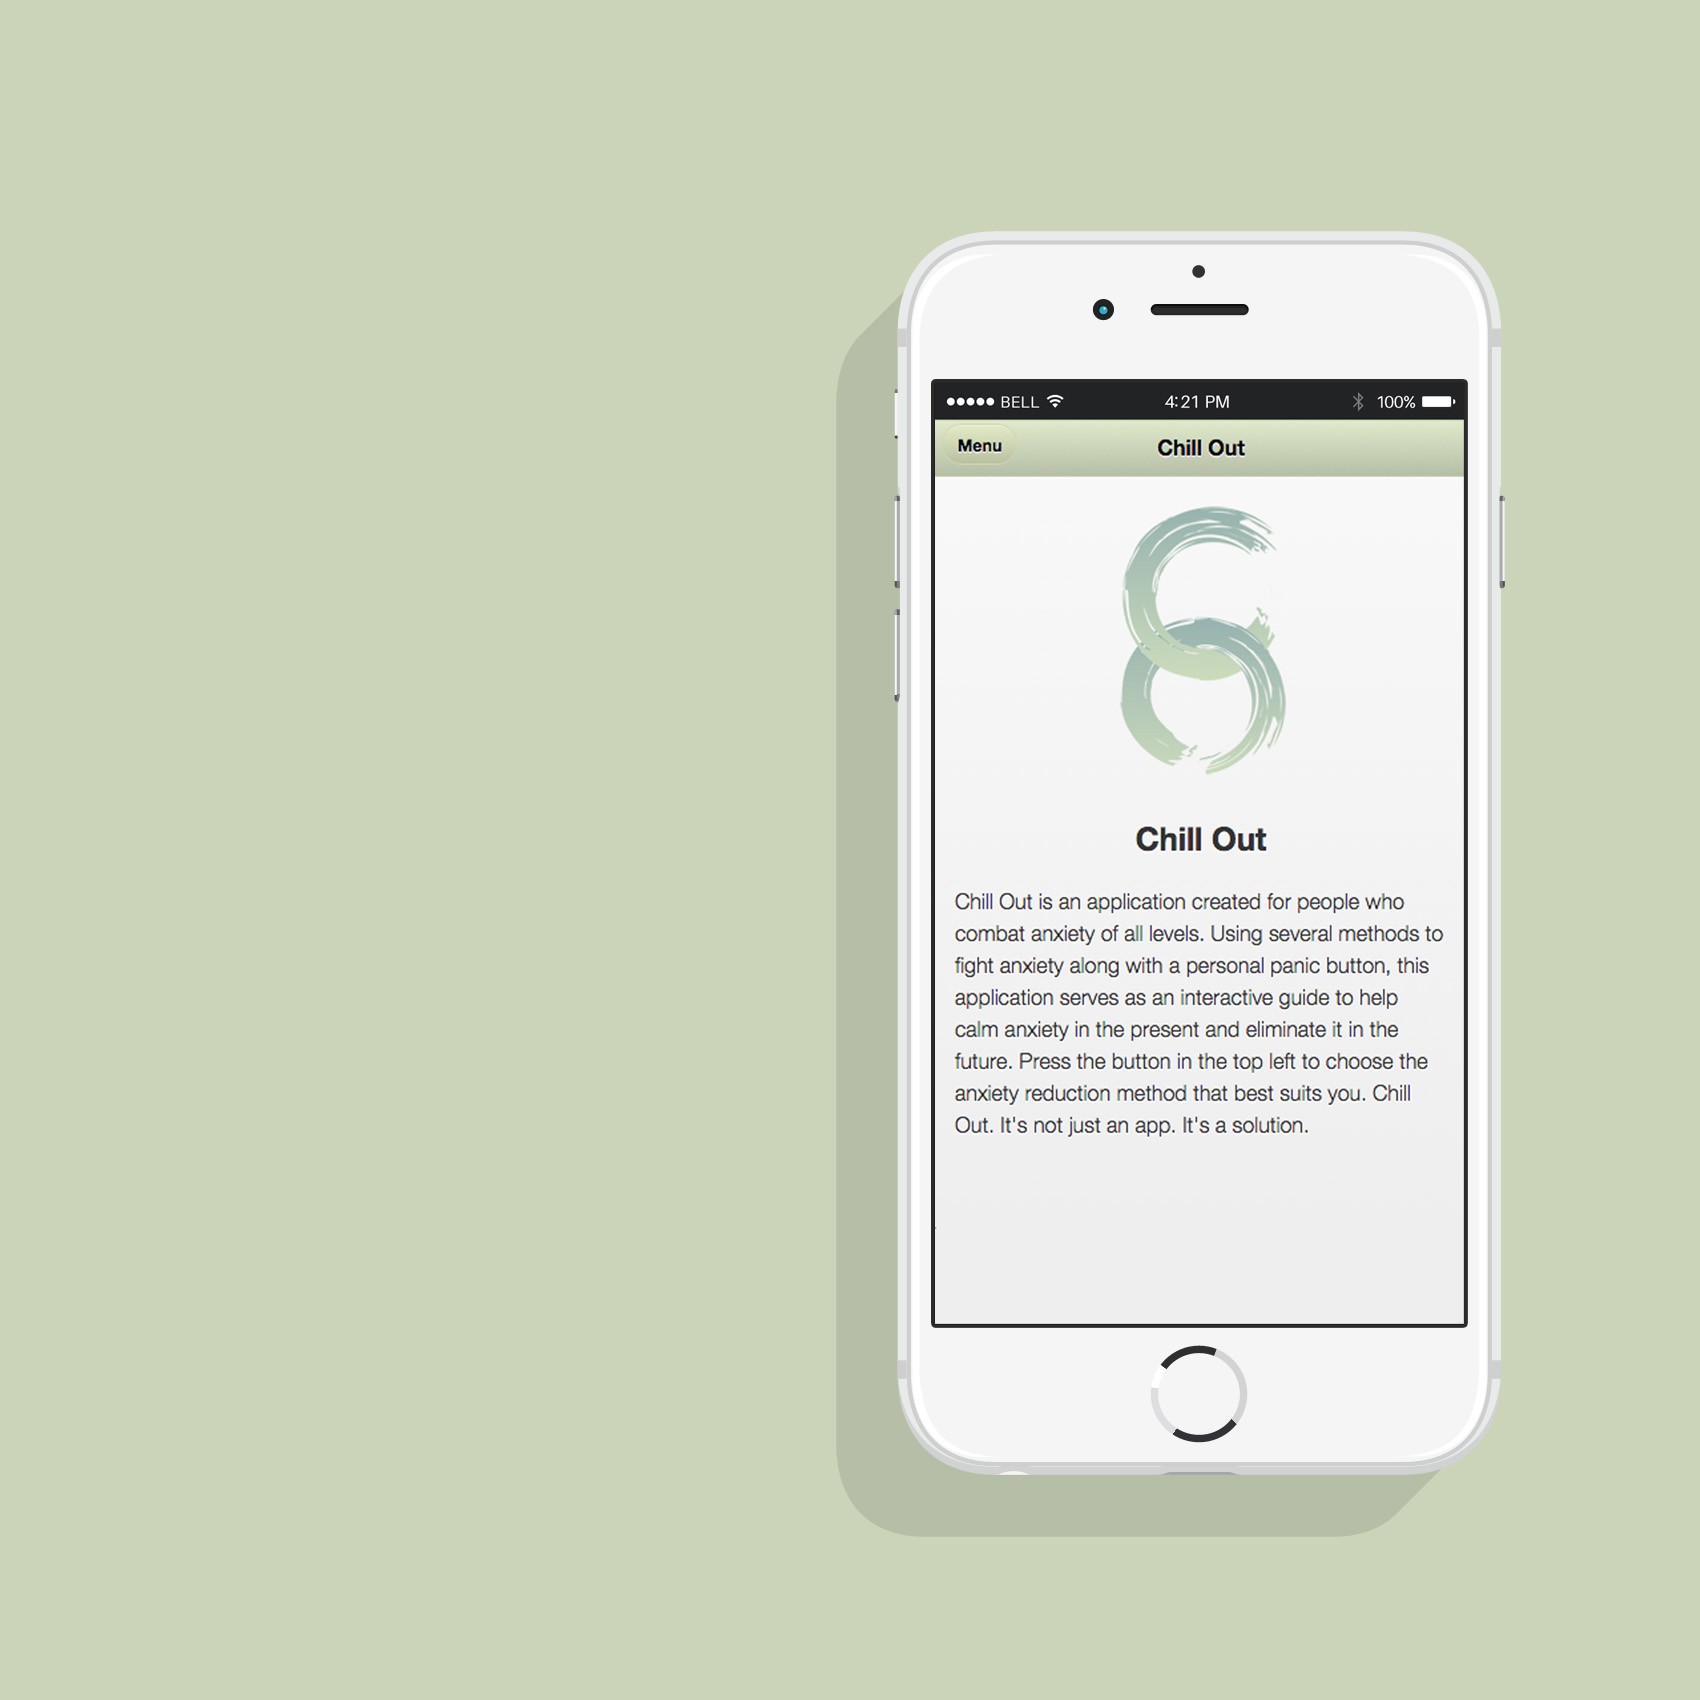 BELL 4:21 PM 100%
Menu Chill Out
Chill Out
Chill Out is an application created for people who
combat anxiety of all levels. Using several methods to
fight anxiety along with a personal panic button, this
application serves as an interactive guide to help
calm anxiety in the present and eliminate it in the
future. Press the button in the top left to choose the
anxiety reduction method that best suits you. Chill
Out. It's not just an app. It's a solution.